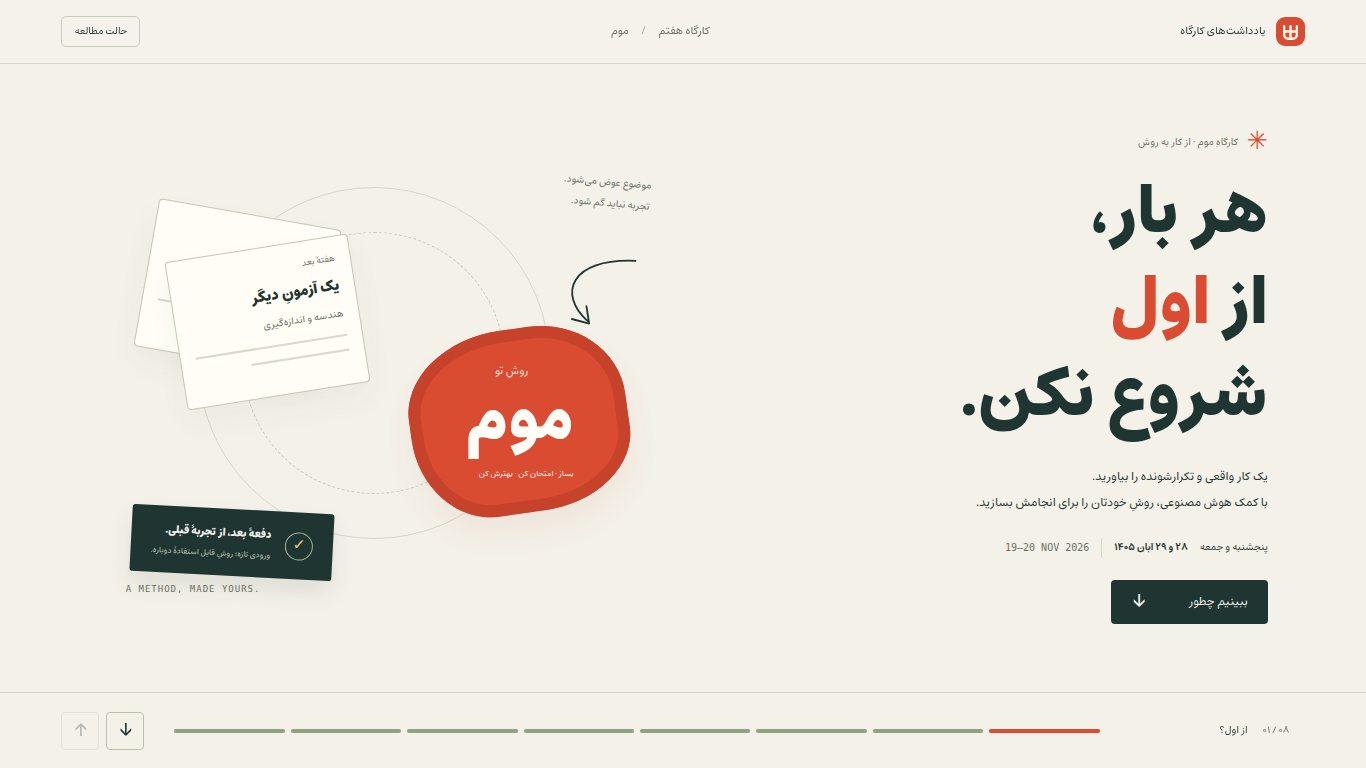 یادداشت‌های کارگاه
کارگاه هفتم / موم
حالت مطالعه
کارگاه موم · از کار به روش
هر بار،
از اول
شروع نکن.
یک کار واقعی و تکرارشونده را بیاورید.
با کمک هوش مصنوعی، روشِ خودتان را برای انجامش بسازید.
پنجشنبه و جمعه ۲۸ و ۲۹ آبان ۱۴۰۵ 19–20 NOV 2026
ببینیم چطور
موضوع عوض می‌شود.
تجربه نباید گم شود.
هفتهٔ بعد
یک آزمونِ دیگر
هندسه و اندازه‌گیری
روشِ تو
موم
بساز · امتحان کن · بهترش کن
دفعهٔ بعد، از تجربهٔ قبلی.
ورودی تازه؛ روشِ قابل استفادهٔ دوباره.
A METHOD, MADE YOURS.
۰۱ / ۰۸ از اول؟